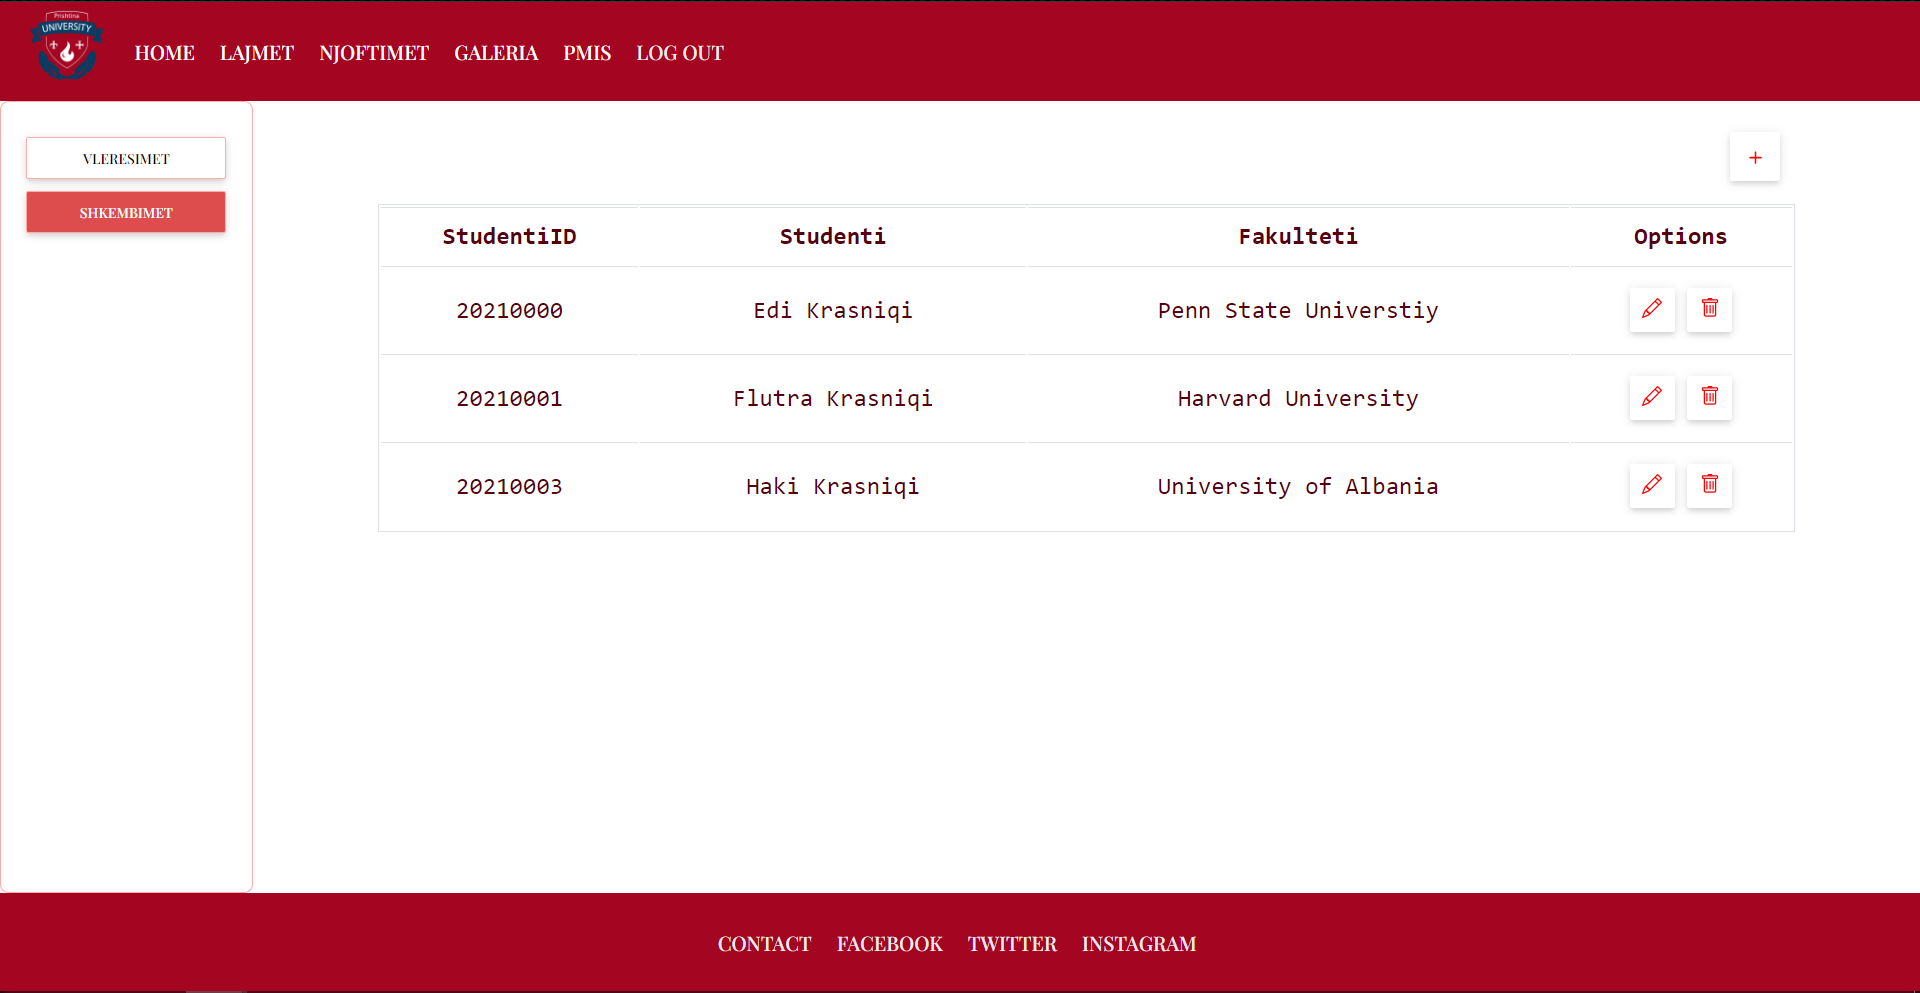 Prishtina
UNIVERSITY
HOME LAJMET NJOFTIMET GALERIA PMIS LOG OUT
VLERESIMET
SHKEMBIMET
+
StudentiID Studenti Fakulteti Options
20210000 Edi Krasniqi Penn State Universtiy
20210001 Flutra Krasniqi Harvard University
20210003 Haki Krasniqi University of Albania
CONTACT FACEBOOK TWITTER INSTAGRAM